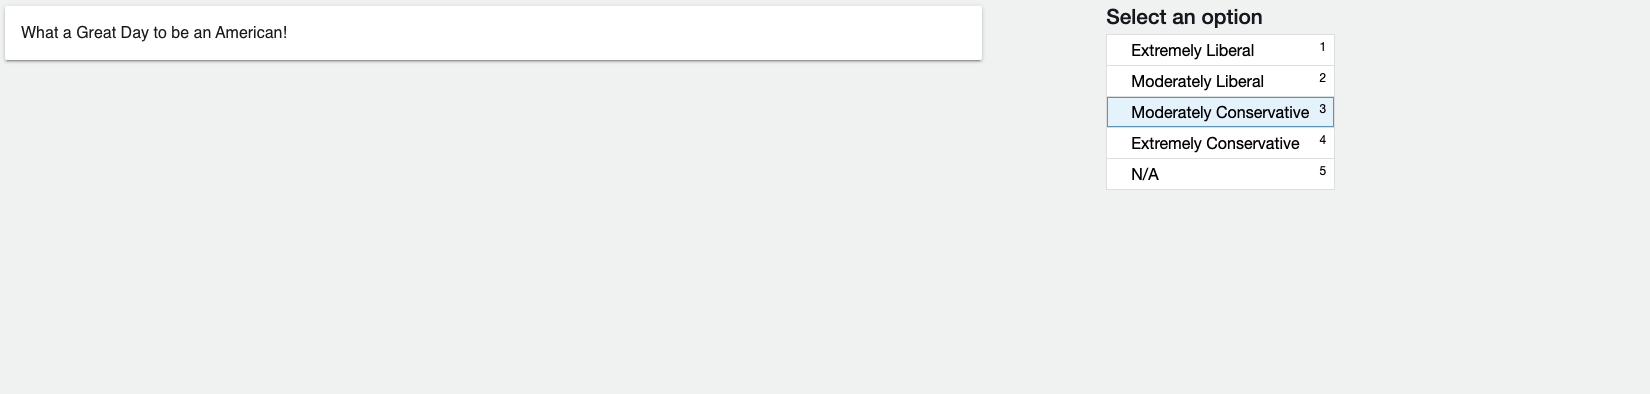 What a Great Day to be an American!
Select an option
Extremely Liberal 1
Moderately Liberal 2
Moderately Conservative 3
Extremely Conservative 4
N/A 5